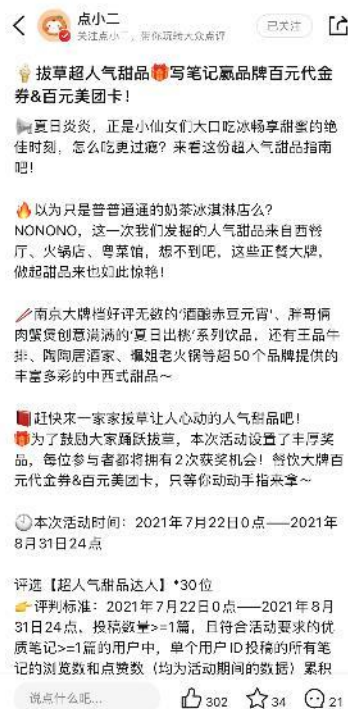 点小二
关注点小二，带你玩转大众点评
已关注
🍦拔草超人气甜品🎁写笔记赢品牌百元代金
券&百元美团卡！
夏日炎炎，正是小仙女们大口吃冰畅享甜蜜的绝
佳时刻，怎么吃更过瘾？来看这份超人气甜品指南
吧！
🔥以为只是普普通通的奶茶冰淇淋店么？
NONONO，这一次我们发掘的人气甜品来自西餐
厅、火锅店、粤菜馆，想不到吧，这些正餐大牌，
做起甜品来也如此惊艳！
🥢南京大牌档好评无数的‘酒酿赤豆元宵’、胖哥俩
肉蟹煲创意满满的‘夏日出桃’系列饮品，还有王品牛
排、陶陶居酒家、楓姐老火锅等超50个品牌提供的
丰富多彩的中西式甜品～
📕赶快来一家家拔草让人心动的人气甜品吧！
🎁为了鼓励大家踊跃拔草，本次活动设置了丰厚奖
品，每位参与者都将拥有2次获奖机会！餐饮大牌百
元代金券&百元美团卡，只等你动动手指来拿～
🕙本次活动时间：2021年7月22日0点——2021年
8月31日24点
评选【超人气甜品达人】*30位
👉评判标准：2021年7月22日0点——2021年8月
31日24点，投稿数量>=1篇，且符合活动要求的优
质笔记>=1篇的用户中，单个用户ID投稿的所有笔
记的浏览数和点赞数（均为活动期间的数据）累积
说点什么吧...
302
34
21